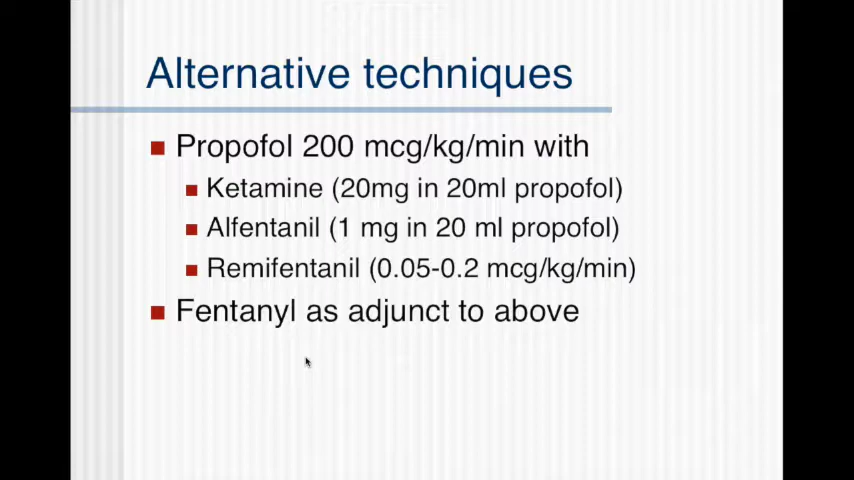 Alternative techniques
Propofol 200 mcg/kg/min with
Ketamine (20mg in 20ml propofol)
Alfentanil (1 mg in 20 ml propofol)
Remifentanil (0.05-0.2 mcg/kg/min)
Fentanyl as adjunct to above